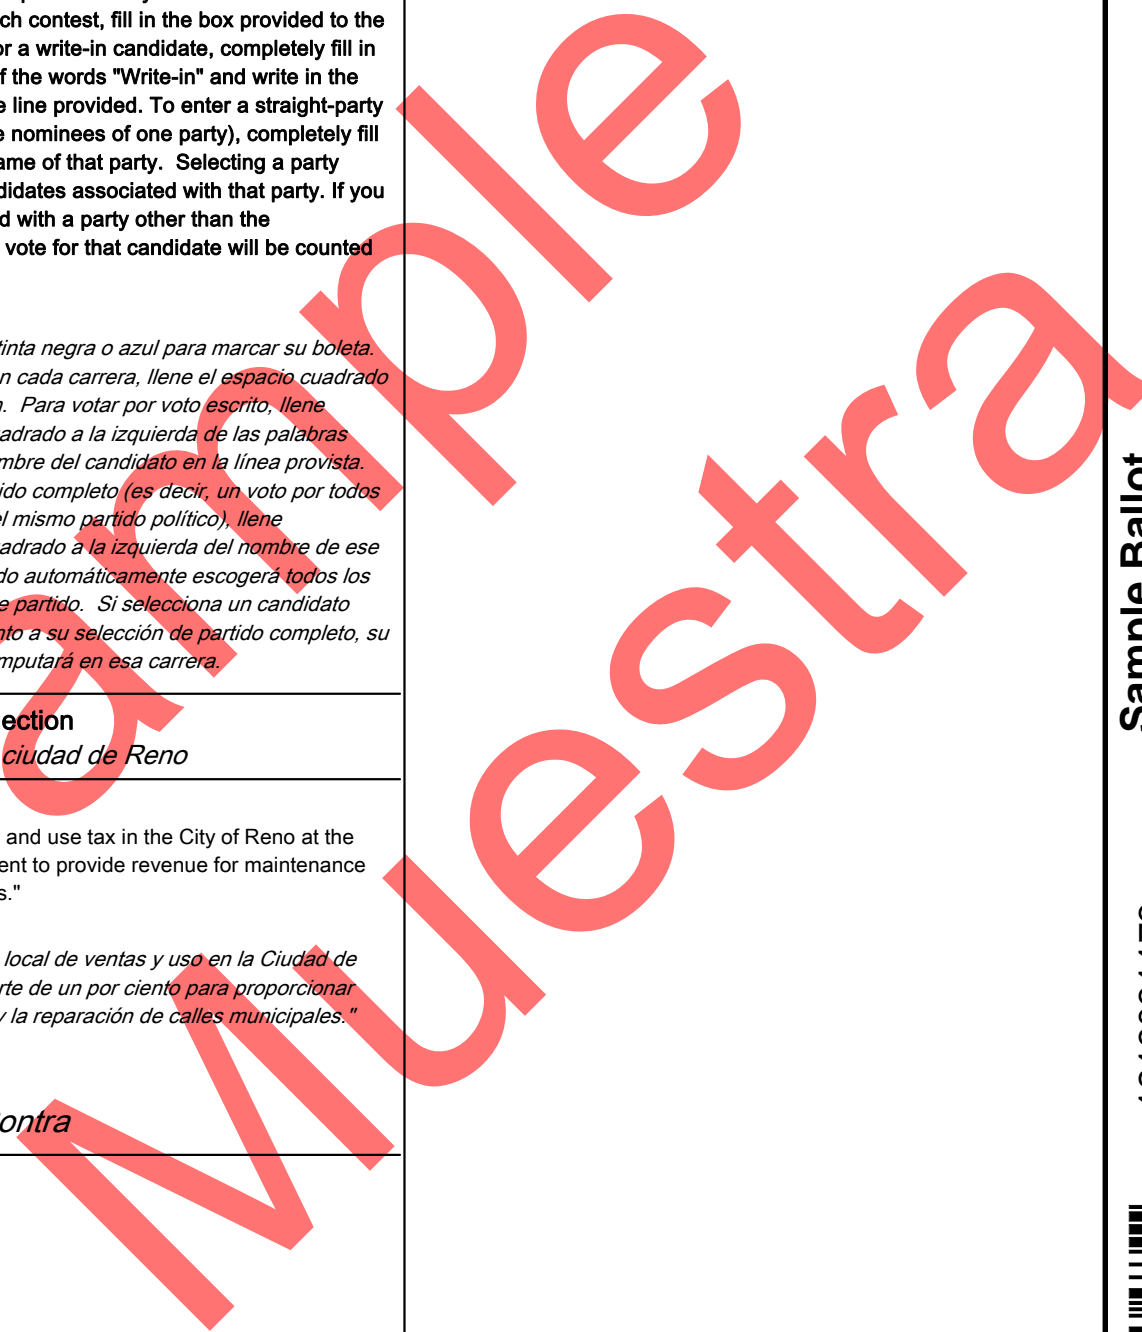 ch contest, fill in the box provided to the
or a write-in candidate, completely fill in
f the words "Write-in" and write in the
e line provided. To enter a straight-party
e nominees of one party), completely fill
ame of that party. Selecting a party
didates associated with that party. If you
d with a party other than the
vote for that candidate will be counted
tinta negra o azul para marcar su boleta.
n cada carrera, llene el espacio cuadrado
n. Para votar por voto escrito, llene
adrado a la izquierda de las palabras
mbre del candidato en la línea provista.
ido completo (es decir, un voto por todos
el mismo partido político), llene
adrado a la izquierda del nombre de ese
do automáticamente escogerá todos los
e partido. Si selecciona un candidato
nto a su selección de partido completo, su
mputará en esa carrera.
ection
ciudad de Reno
and use tax in the City of Reno at the
ent to provide revenue for maintenance
s."
local de ventas y uso en la Ciudad de
rte de un por ciento para proporcionar
y la reparación de calles municipales."
ontra
ample
Muestra
Sample Ballot